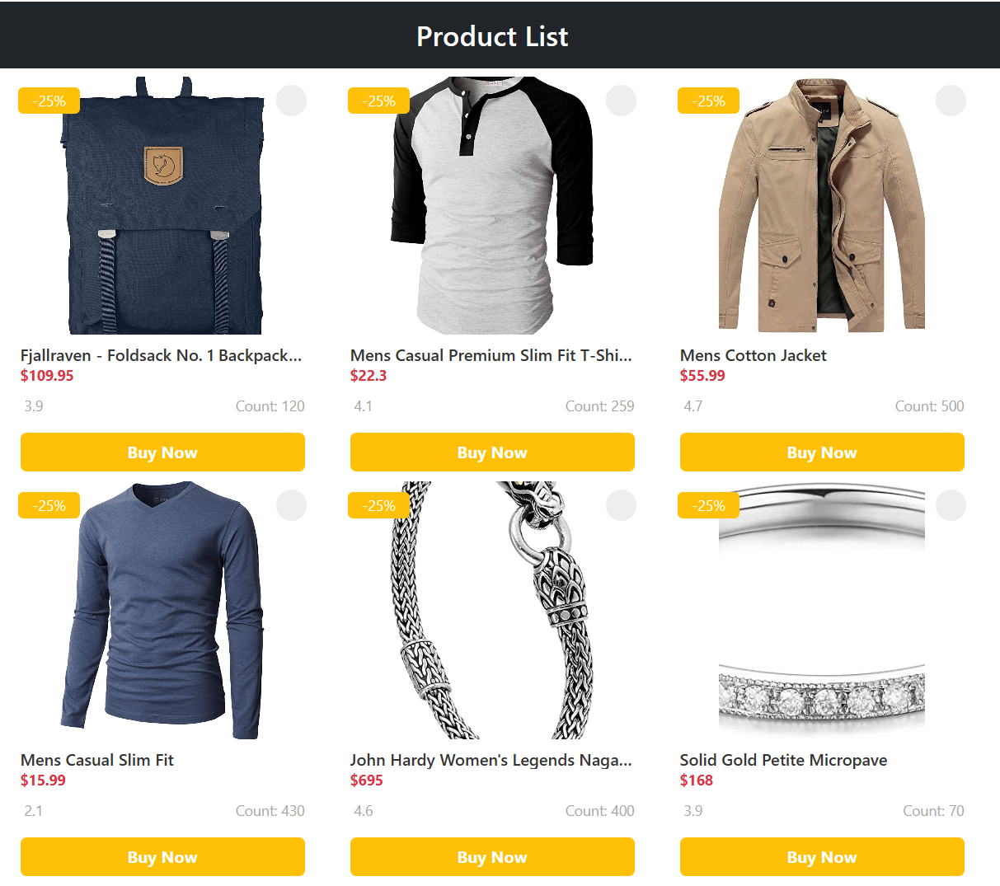 Product List
-25%
-25%
-25%
Fjallraven - Foldsack No. 1 Backpack...
$109.95
3.9 Count: 120
Buy Now
Mens Casual Premium Slim Fit T-Shi...
$22.3
4.1 Count: 259
Buy Now
Mens Cotton Jacket
$55.99
4.7 Count: 500
Buy Now
-25%
-25%
-25%
Mens Casual Slim Fit
$15.99
2.1 Count: 430
Buy Now
John Hardy Women's Legends Naga...
$695
4.6 Count: 400
Buy Now
Solid Gold Petite Micropave
$168
3.9 Count: 70
Buy Now